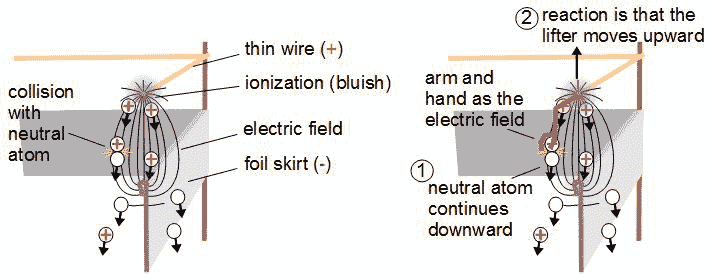 thin wire (+)
ionization (bluish)
collision
with
neutral
atom
electric field
foil skirt (-)
+
+
+
+
+
② reaction is that the
lifter moves upward
arm and
hand as the
electric field
① neutral atom
continues
downward
+
+
+
+
+